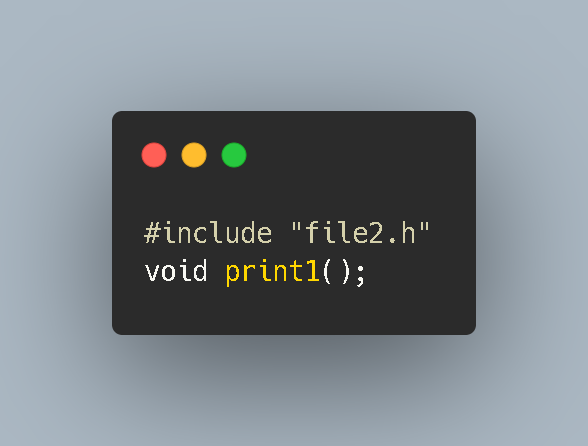 #include "file2.h"
void print1();